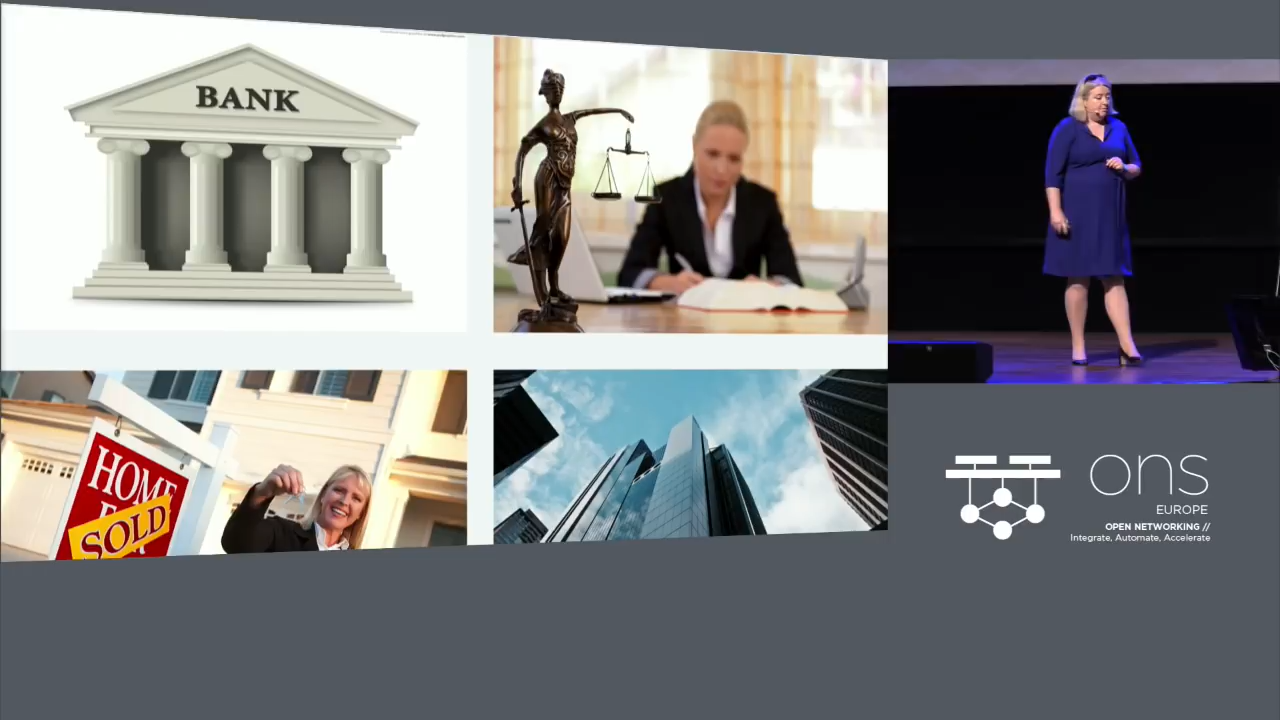 BANK
HOME
SOLD
ons
EUROPE
OPEN NETWORKING //
Integrate, Automate, Accelerate